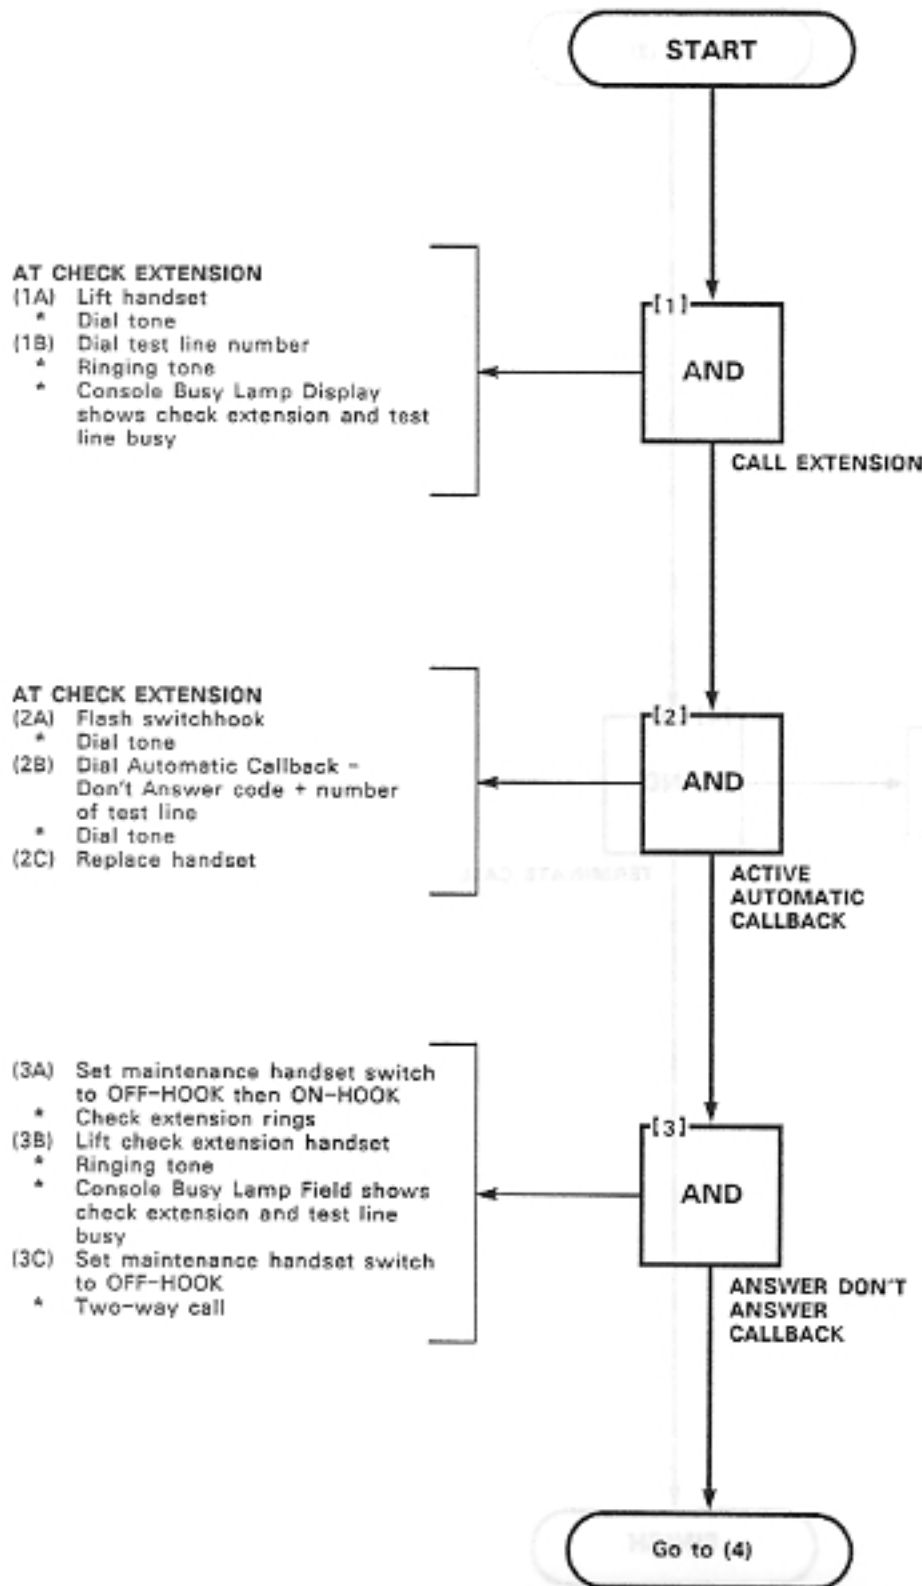 START
AT CHECK EXTENSION
(1A) Lift handset
* Dial tone
(1B) Dial test line number
* Ringing tone
* Console Busy Lamp Display
shows check extension and test
line busy
[1]
AND
CALL EXTENSION
AT CHECK EXTENSION
(2A) Flash switchhook
* Dial tone
(2B) Dial Automatic Callback -
Don't Answer code + number
of test line
* Dial tone
(2C) Replace handset
[2]
AND
ACTIVE
AUTOMATIC
CALLBACK
(3A) Set maintenance handset switch
to OFF-HOOK then ON-HOOK
* Check extension rings
(3B) Lift check extension handset
* Ringing tone
* Console Busy Lamp Field shows
check extension and test line
busy
(3C) Set maintenance handset switch
to OFF-HOOK
* Two-way call
[3]
AND
ANSWER DON'T
ANSWER
CALLBACK
Go to (4)